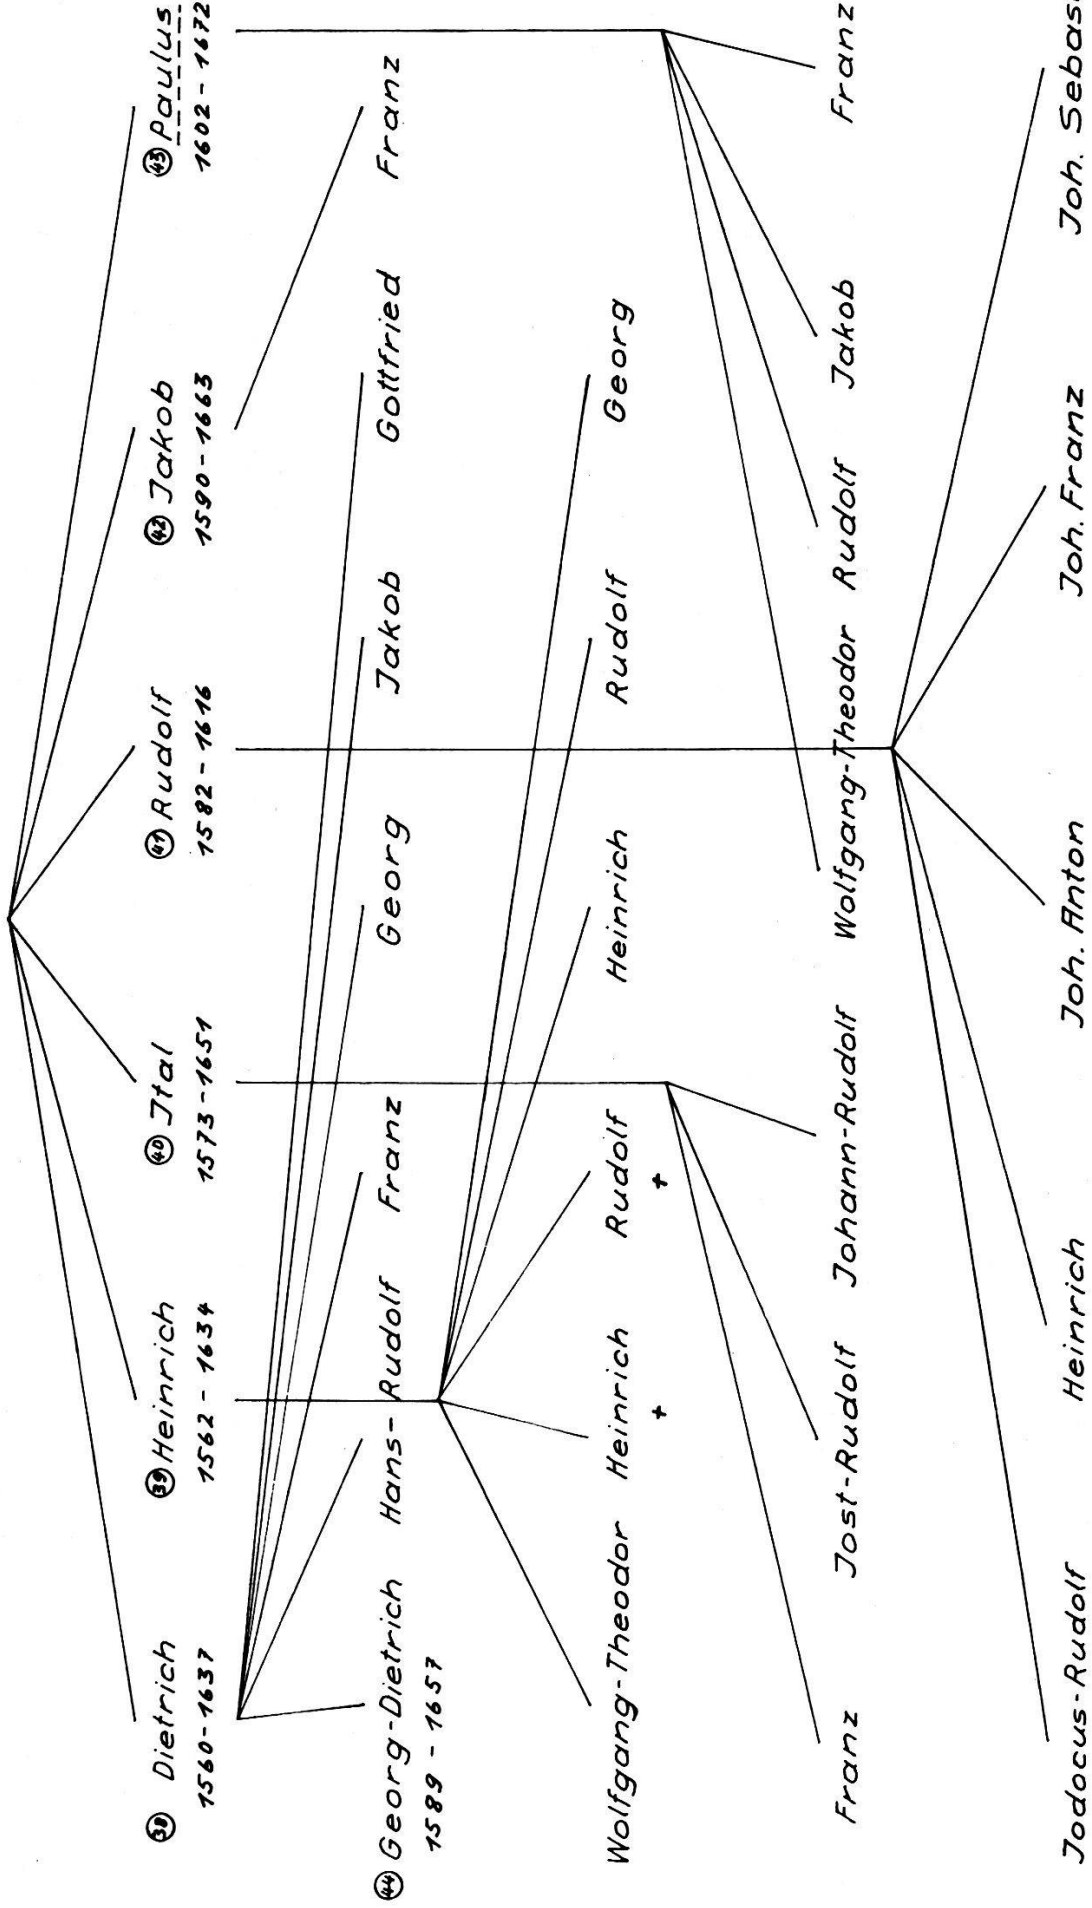 ㊳ Dietrich
1560-1637
㊴ Heinrich
1562 - 1634
㊵ Jtal
1573-1651
㊶ Rudolf
1582-1616
㊷ Jakob
1590-1663
㊸ Paulus
1602-1672
㊹ Georg-Dietrich
1589 - 1657
Hans-Rudolf
Franz
Georg
Jakob
Gottfried
Franz
Wolfgang-Theodor
Heinrich
+
Rudolf
+
Heinrich
Rudolf
Georg
Franz
Jost-Rudolf
Johann-Rudolf
Wolfgang-Theodor
Rudolf
Jakob
Franz
Jodocus-Rudolf
Heinrich
Joh. Anton
Joh. Franz
Joh. Sebas